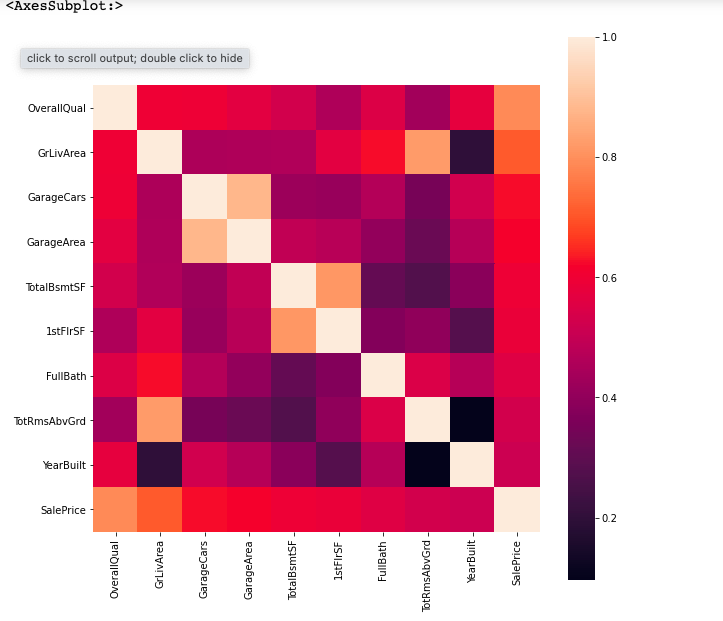 <AxesSubplot:>
click to scroll output; double click to hide
1.0
OverallQual
GrLivArea
0.8
GarageCars
GarageArea
0.6
TotalBsmtSF
1stFlrSF
FullBath
0.4
TotRmsAbvGrd
YearBuilt
0.2
SalePrice
OverallQual
GrLivArea
GarageCars
GarageArea
TotalBsmtSF
1stFlrSF
FullBath
TotRmsAbvGrd
YearBuilt
SalePrice